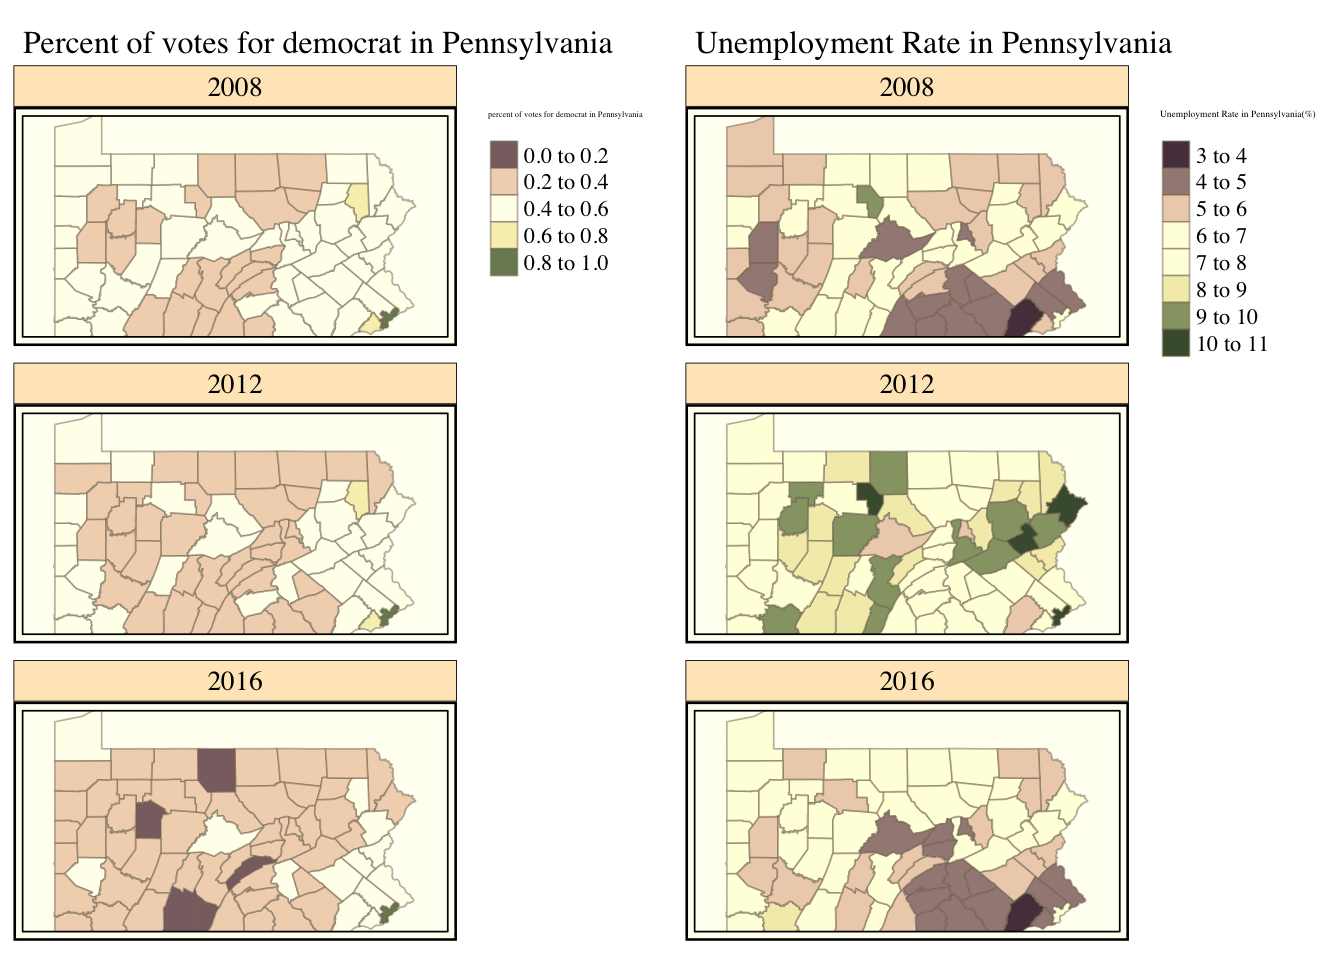 Percent of votes for democrat in Pennsylvania
2008
percent of votes for democrat in Pennsylvania
0.0 to 0.2
0.2 to 0.4
0.4 to 0.6
0.6 to 0.8
0.8 to 1.0
2012
2016
Unemployment Rate in Pennsylvania
2008
Unemployment Rate in Pennsylvania(%)
3 to 4
4 to 5
5 to 6
6 to 7
7 to 8
8 to 9
9 to 10
10 to 11
2012
2016